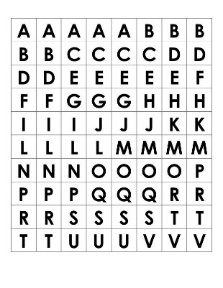 A A A A A B B B
B B C C C C D D
D D E E E E E F
F F G G G H H H
I I I J J J K K
L L L L M M M M
N N N O O O O P
P P P Q Q Q R R
R R S S S S T T
T T U U U V V V